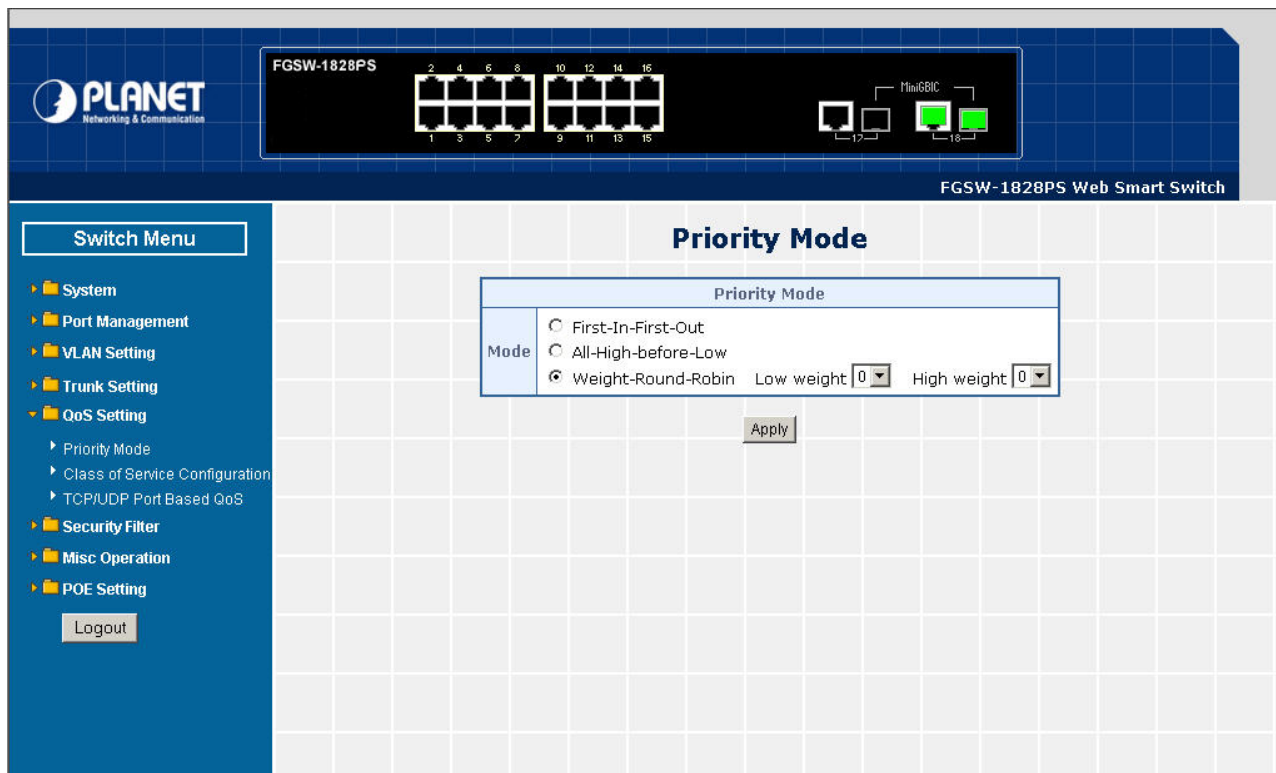 PLANET
Networking & Communication
FGSW-1828PS
2 4 6 8 10 12 14 16
MiniGBIC
1 3 5 7 9 11 13 15
17 18
FGSW-1828PS Web Smart Switch
Switch Menu
System
Port Management
VLAN Setting
Trunk Setting
QoS Setting
Priority Mode
Class of Service Configuration
TCP/UDP Port Based QoS
Security Filter
Misc Operation
POE Setting
Logout
Priority Mode
Priority Mode
Mode
First-In-First-Out
All-High-before-Low
Weight-Round-Robin Low weight 0 High weight 0
Apply